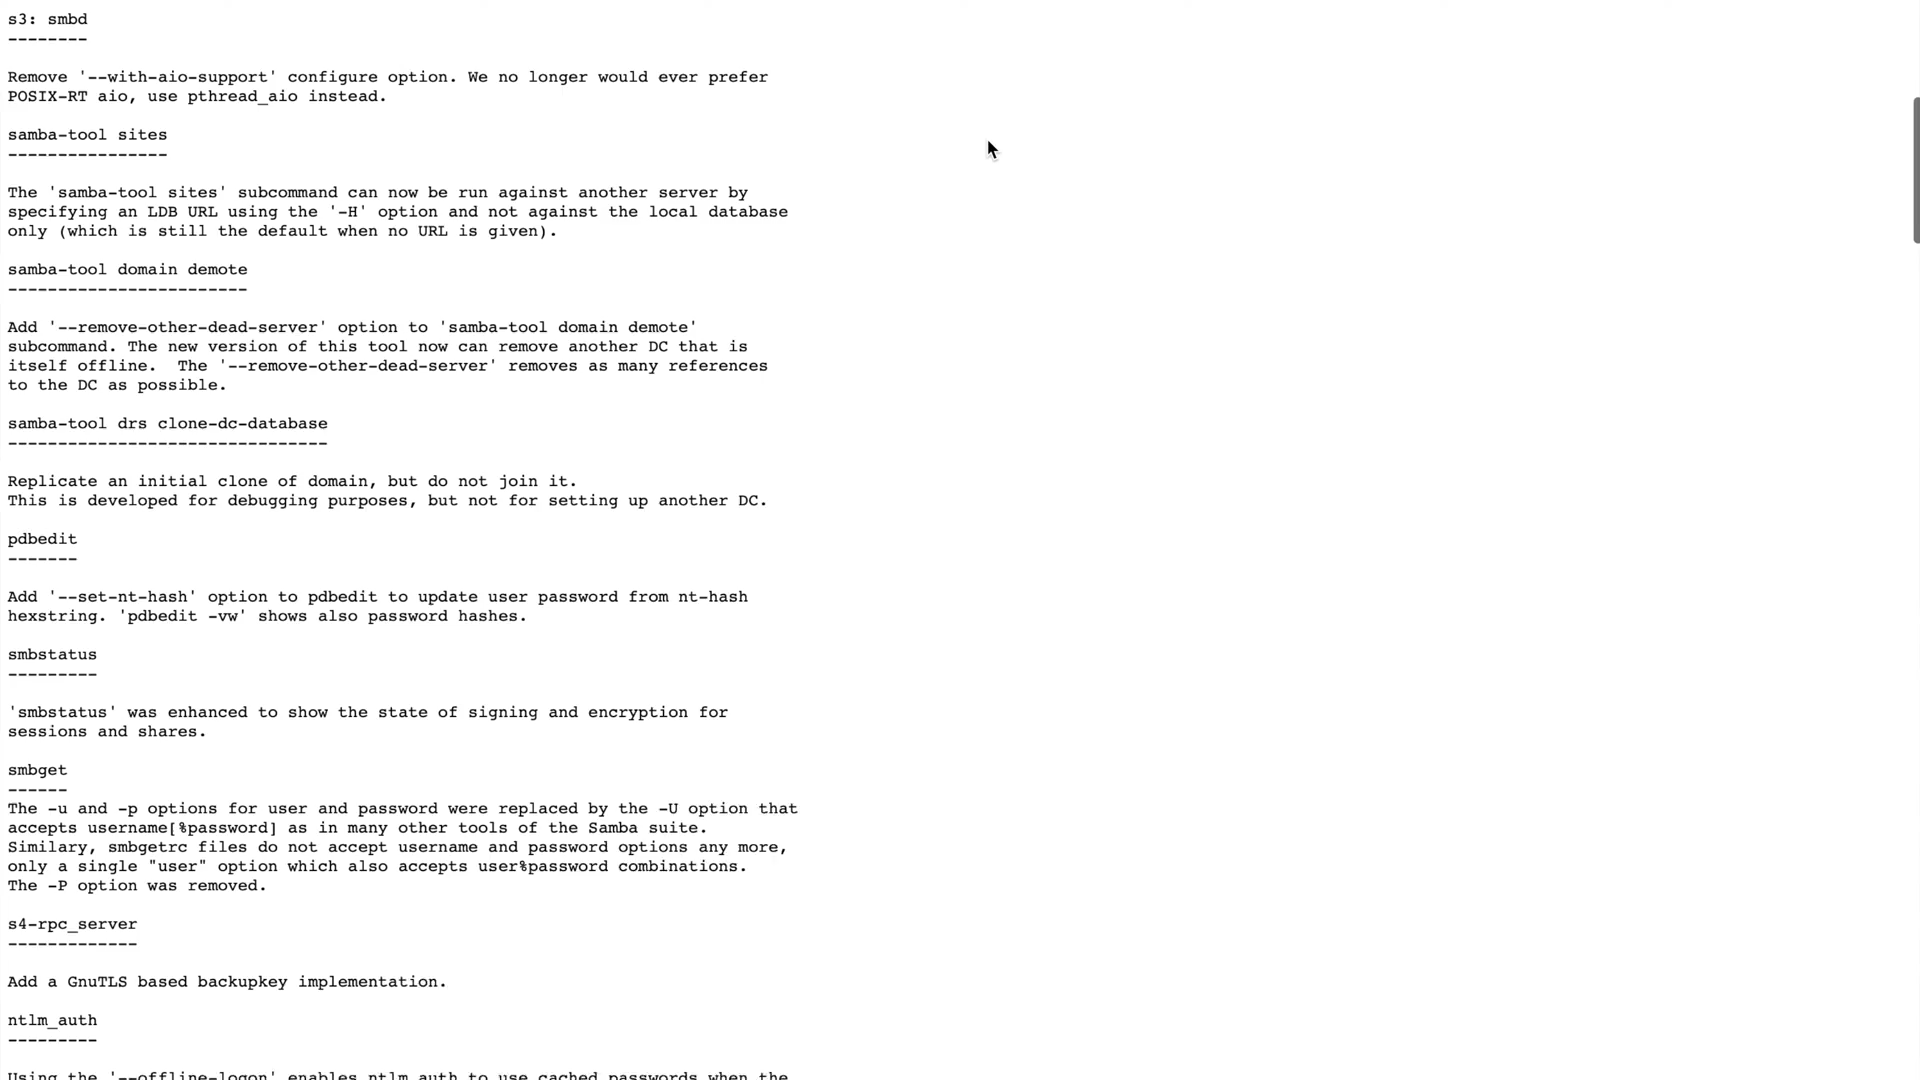 s3: smbd
--------
Remove '--with-aio-support' configure option. We no longer would ever prefer
POSIX-RT aio, use pthread_aio instead.
samba-tool sites
----------------
The 'samba-tool sites' subcommand can now be run against another server by
specifying an LDB URL using the '-H' option and not against the local database
only (which is still the default when no URL is given).
samba-tool domain demote
------------------------
Add '--remove-other-dead-server' option to 'samba-tool domain demote'
subcommand. The new version of this tool now can remove another DC that is
itself offline.  The '--remove-other-dead-server' removes as many references
to the DC as possible.
samba-tool drs clone-dc-database
--------------------------------
Replicate an initial clone of domain, but do not join it.
This is developed for debugging purposes, but not for setting up another DC.
pdbedit
-------
Add '--set-nt-hash' option to pdbedit to update user password from nt-hash
hexstring. 'pdbedit -vw' shows also password hashes.
smbstatus
---------
'smbstatus' was enhanced to show the state of signing and encryption for
sessions and shares.
smbget
------
The -u and -p options for user and password were replaced by the -U option that
accepts username[%password] as in many other tools of the Samba suite.
Similary, smbgetrc files do not accept username and password options any more,
only a single "user" option which also accepts user%password combinations.
The -P option was removed.
s4-rpc_server
-------------
Add a GnuTLS based backupkey implementation.
ntlm_auth
---------
Using the '--offline-logon' enables ntlm_auth to use cached passwords when the